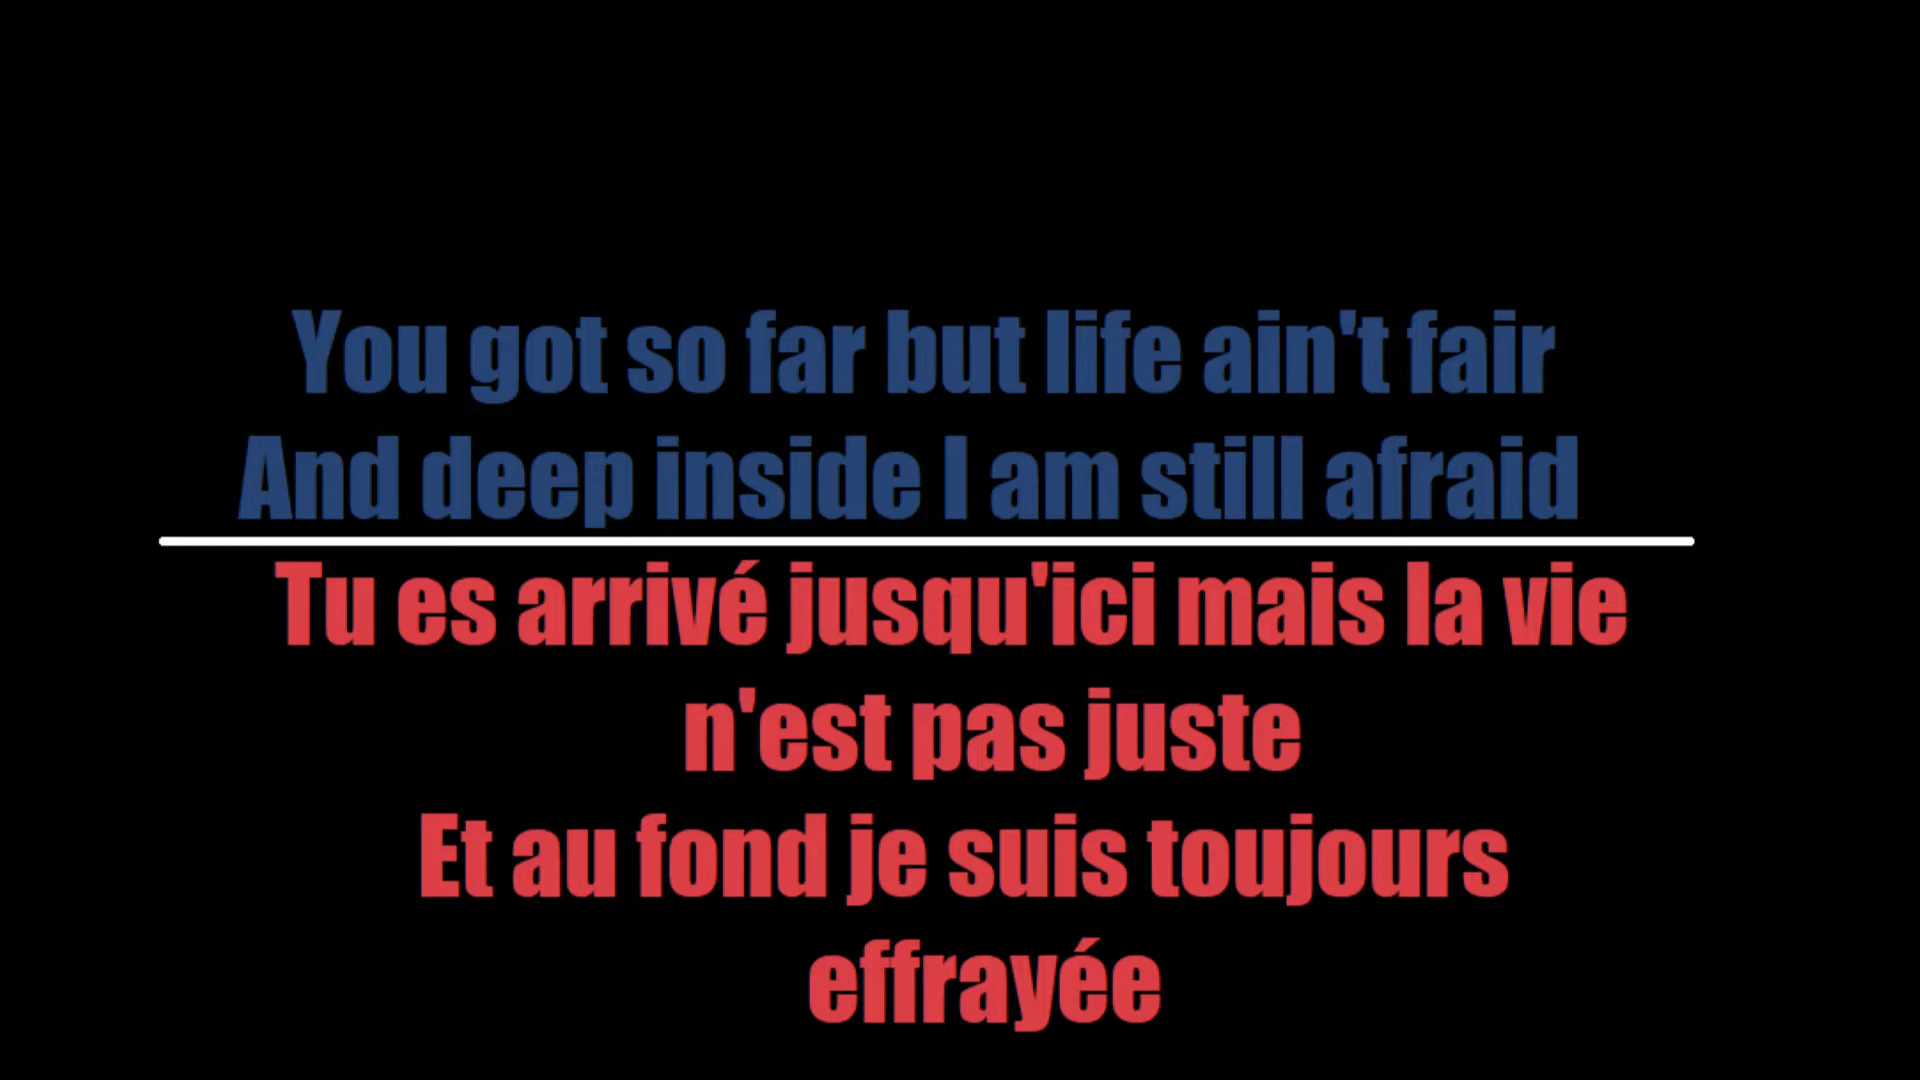 You got so far but life ain't fair
And deep inside I am still afraid
Tu es arrivé jusqu'ici mais la vie
n'est pas juste
Et au fond je suis toujours
effrayée